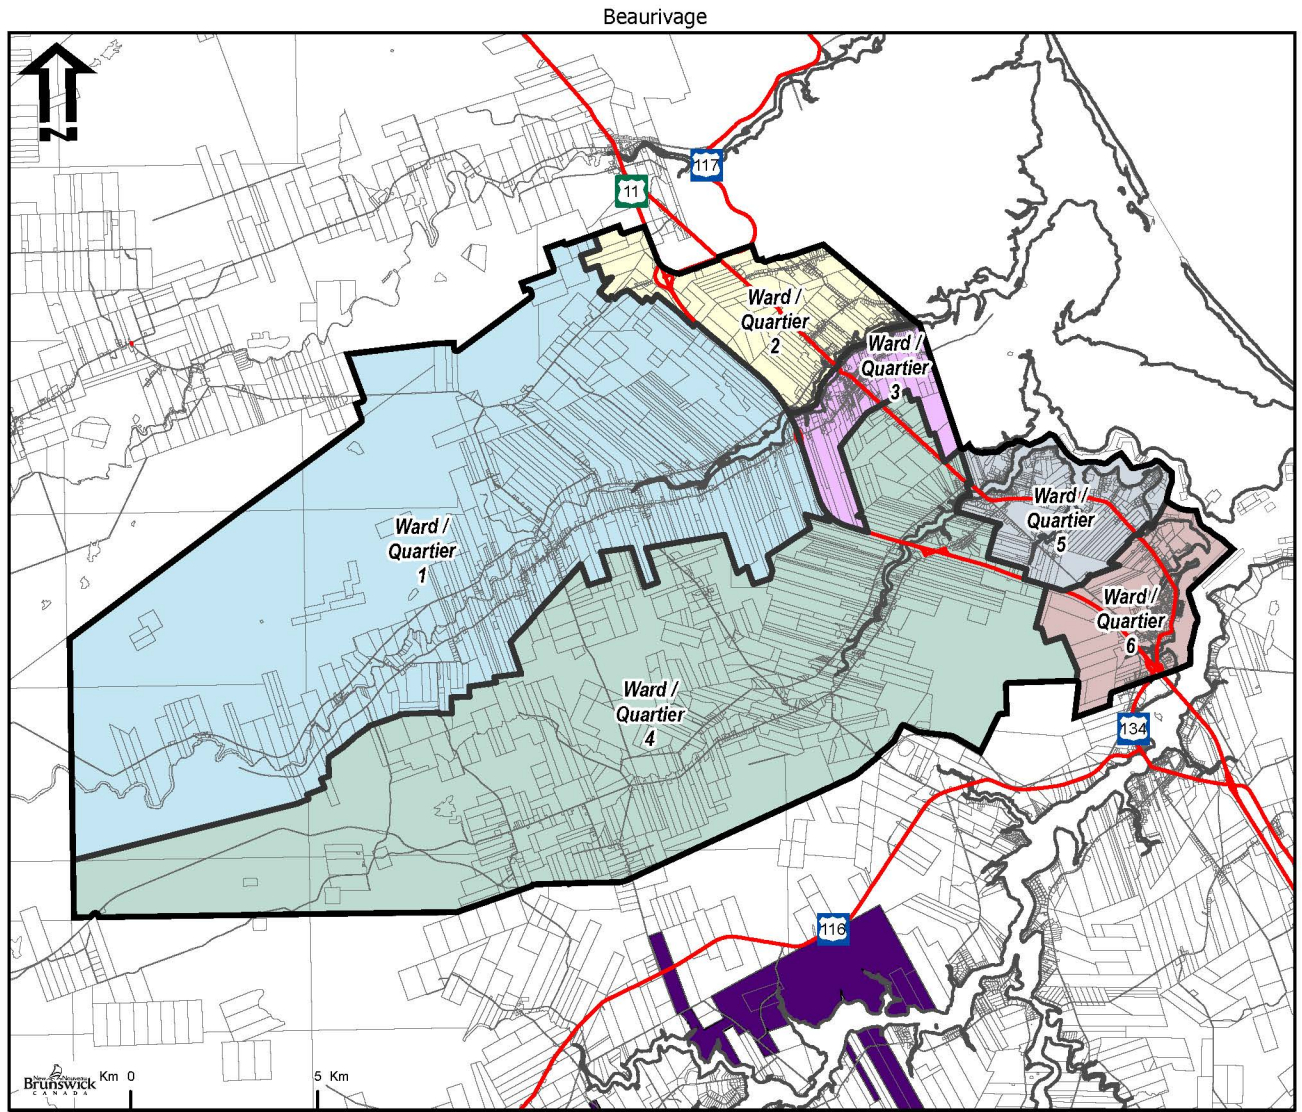 Beaurivage
N
117
11
Ward /
Quartier
2
Ward /
Quartier
3
Ward /
Quartier
1
Ward /
Quartier
5
Ward /
Quartier
6
Ward /
Quartier
4
134
116
New Nouveau
Brunswick
CANADA
Km 0 5 Km